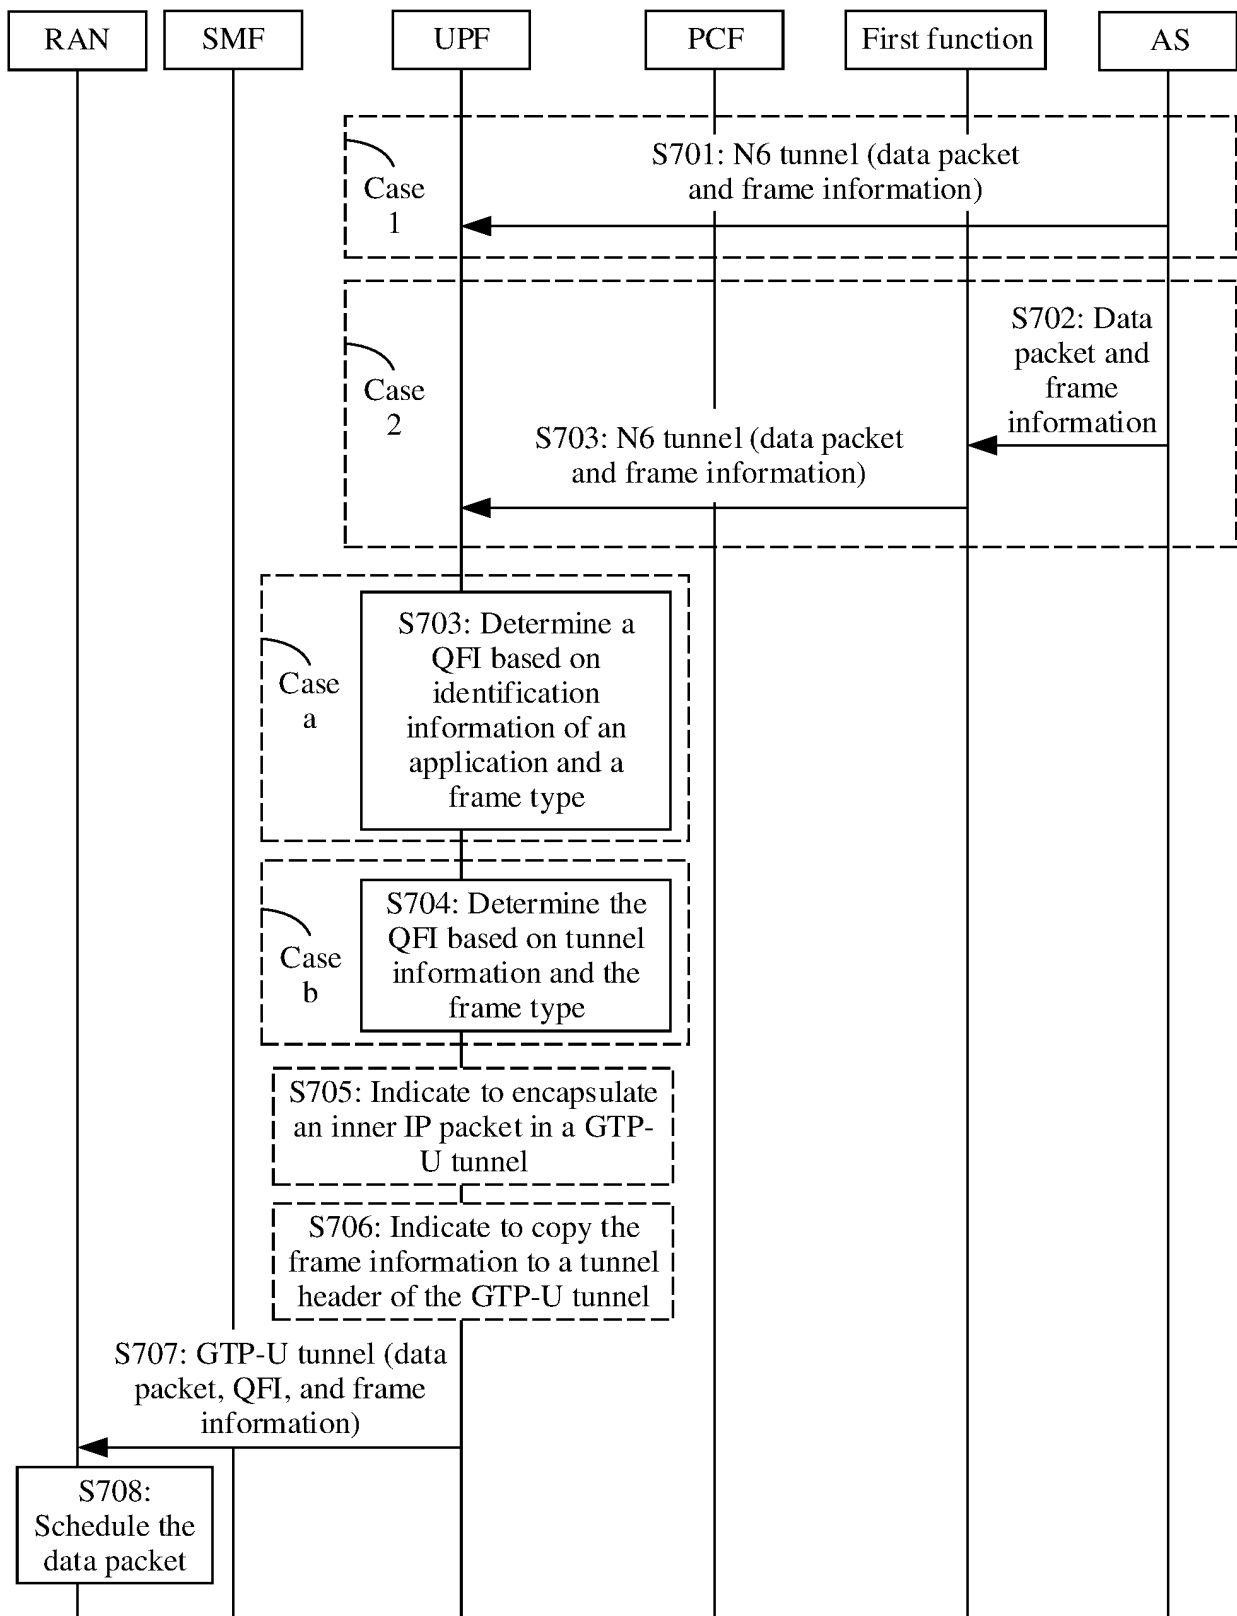 RAN
SMF
UPF
PCF
First function
AS
Case
1
S701: N6 tunnel (data packet
and frame information)
Case
2
S702: Data
packet and
frame
information
S703: N6 tunnel (data packet
and frame information)
Case
a
S703: Determine a
QFI based on
identification
information of an
application and a
frame type
Case
b
S704: Determine the
QFI based on tunnel
information and the
frame type
S705: Indicate to encapsulate
an inner IP packet in a GTP-
U tunnel
S706: Indicate to copy the
frame information to a tunnel
header of the GTP-U tunnel
S707: GTP-U tunnel (data
packet, QFI, and frame
information)
S708:
Schedule the
data packet